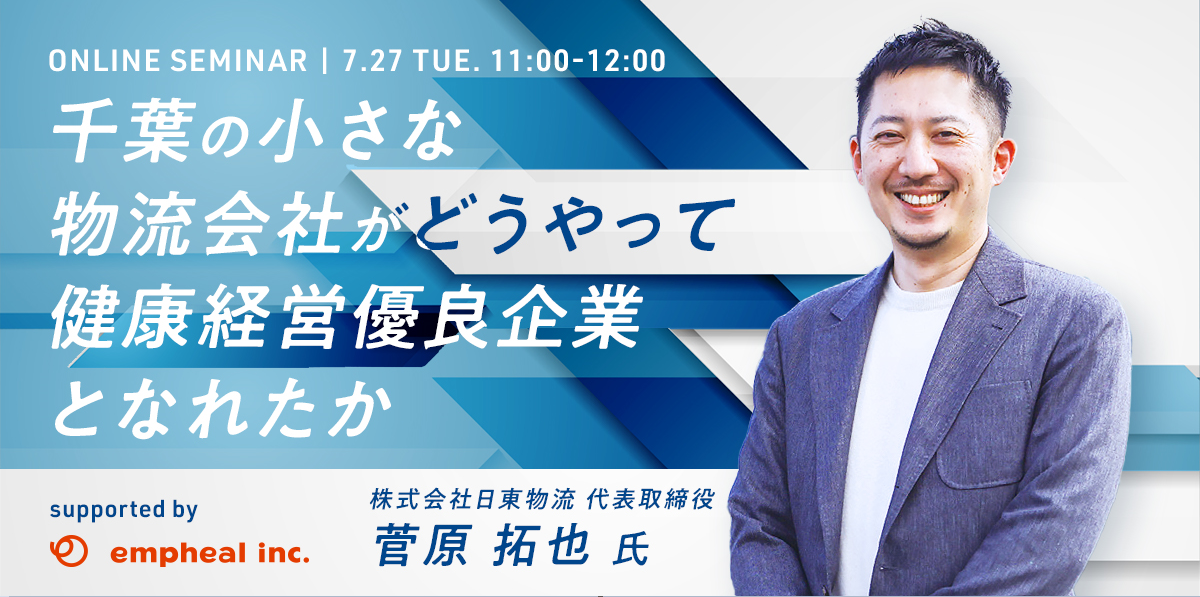 ONLINE SEMINAR | 7.27 TUE. 11:00-12:00
千葉の小さな
物流会社がどうやって
健康経営優良企業
となれたか
supported by
empheal inc.
株式会社日東物流 代表取締役
菅原 拓也 氏